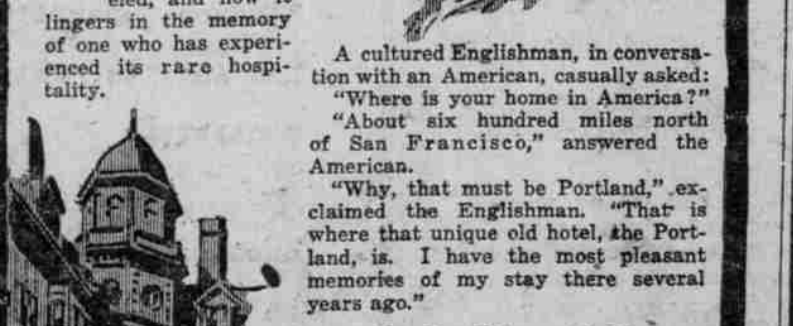 lingers in the memory
of one who has experi-
enced its rare hospi-
tality.
A cultured Englishman, in conversa-
tion with an American, casually asked:
"Where is your home in America?"
"About six hundred miles north
of San Francisco," answered the
American.
"Why, that must be Portland," ex-
claimed the Englishman. "That is
where that unique old hotel, the Port-
land, is. I have the most pleasant
memories of my stay there several
years ago."